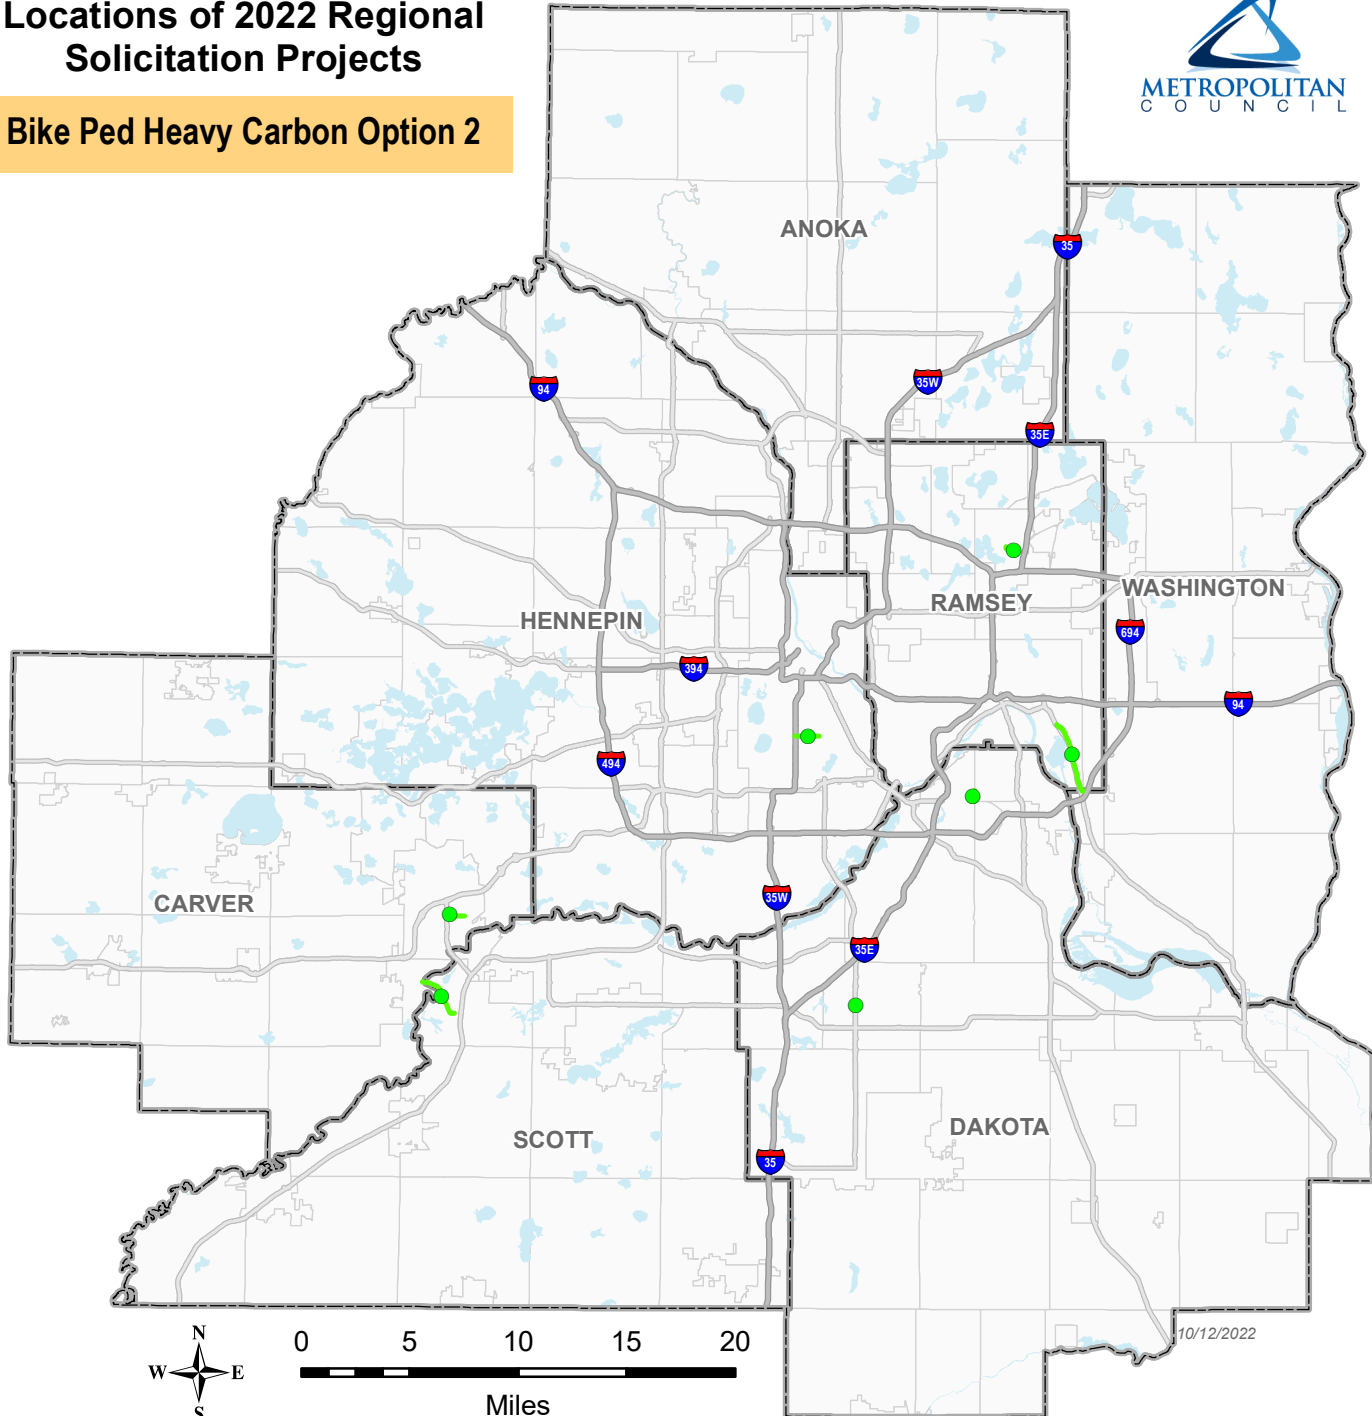 Locations of 2022 Regional
Solicitation Projects
Bike Ped Heavy Carbon Option 2
METROPOLITAN
COUNCIL
ANOKA
35
94
35W
35E
HENNEPIN
RAMSEY
WASHINGTON
694
394
94
494
CARVER
35W
35E
SCOTT
DAKOTA
35
10/12/2022
N
W E
S
0 5 10 15 20
Miles